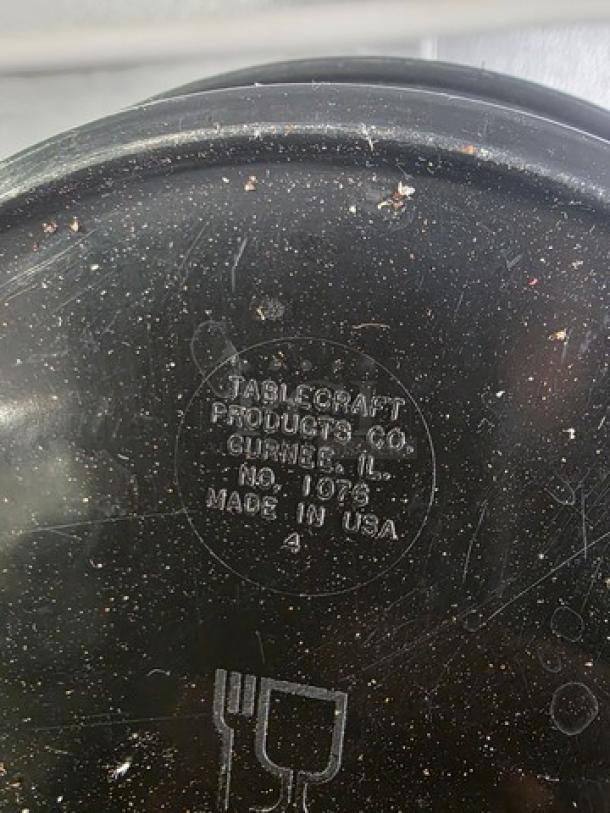 TABLECRAFT
PRODUCTS CO.
GURNEE, IL.
NO. 1076
MADE IN USA
4